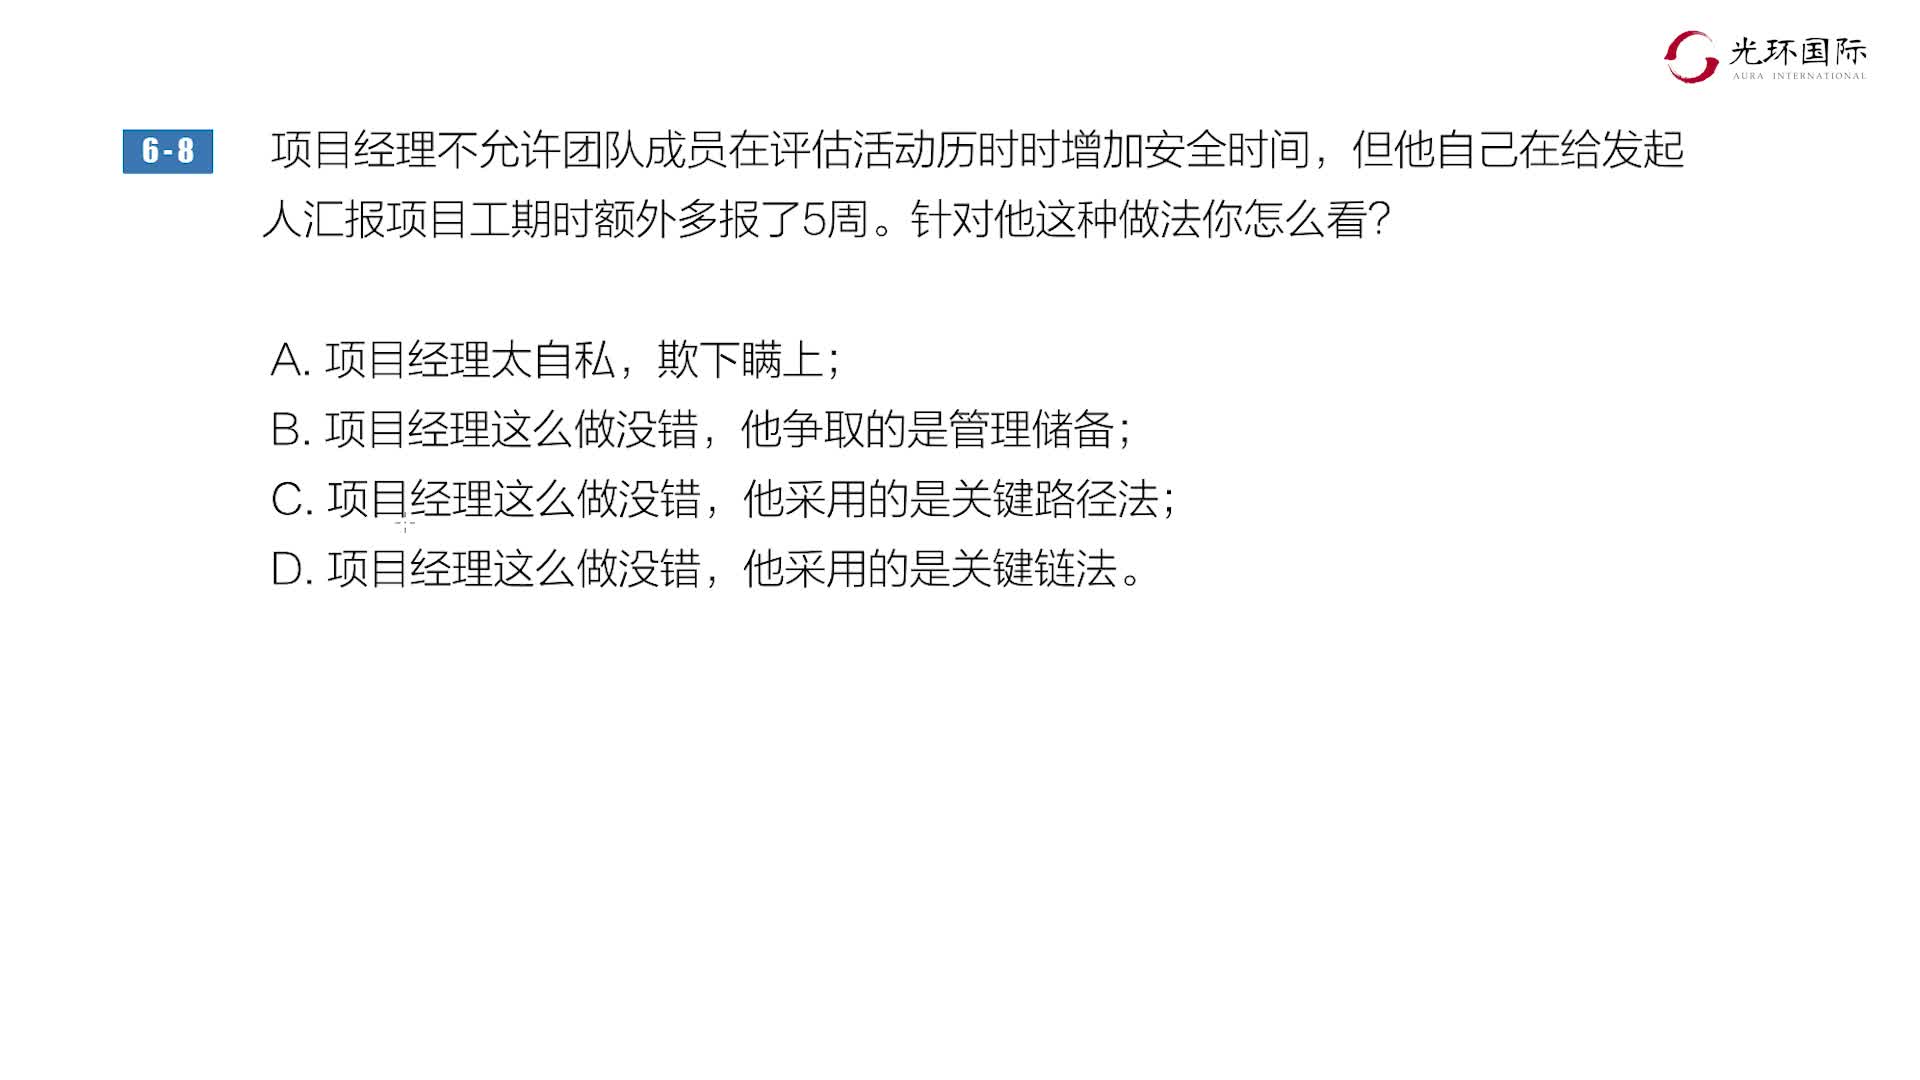 光环国际
AURA INTERNATIONAL
6-8 项目经理不允许团队成员在评估活动历时时增加安全时间，但他自己在给发起
人汇报项目工期时额外多报了5周。针对他这种做法你怎么看？
A. 项目经理太自私，欺下瞒上；
B. 项目经理这么做没错，他争取的是管理储备；
C. 项目经理这么做没错，他采用的是关键路径法；
D. 项目经理这么做没错，他采用的是关键链法。